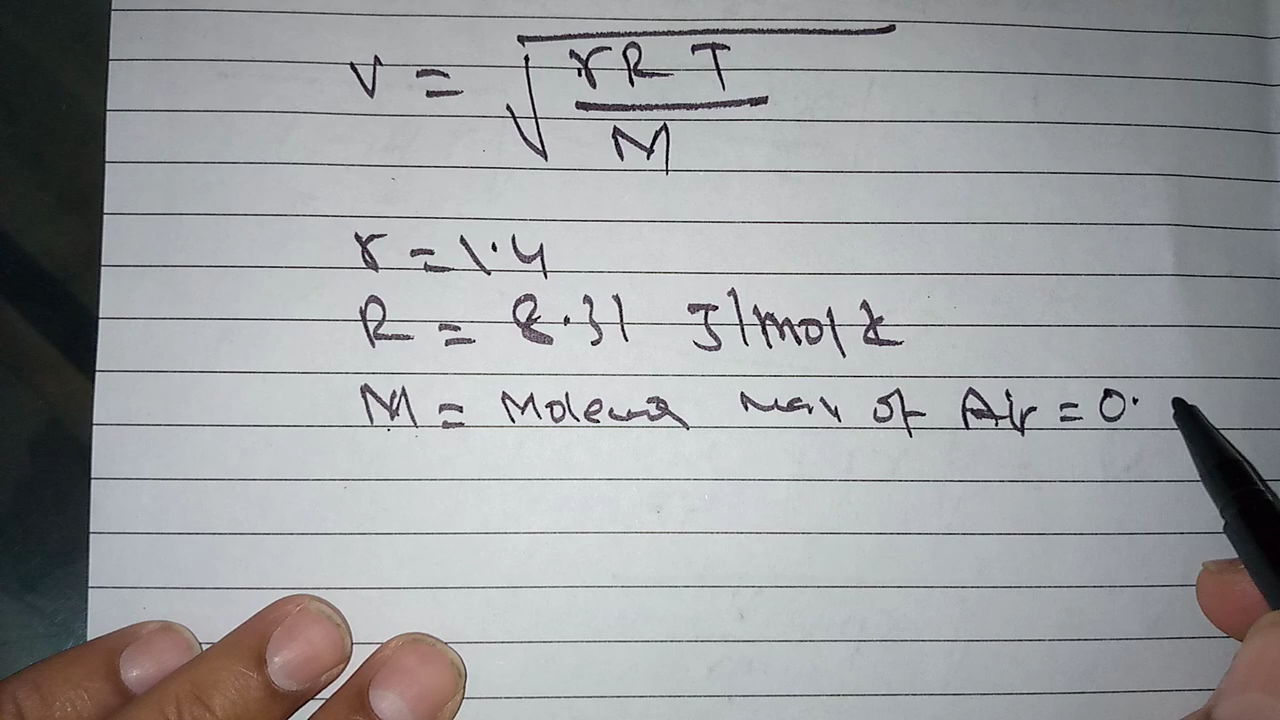 v = √(γRT/M)
γ = 1.4
R = 8.31 J/mol k
M = Molecular mass of Air = 0.